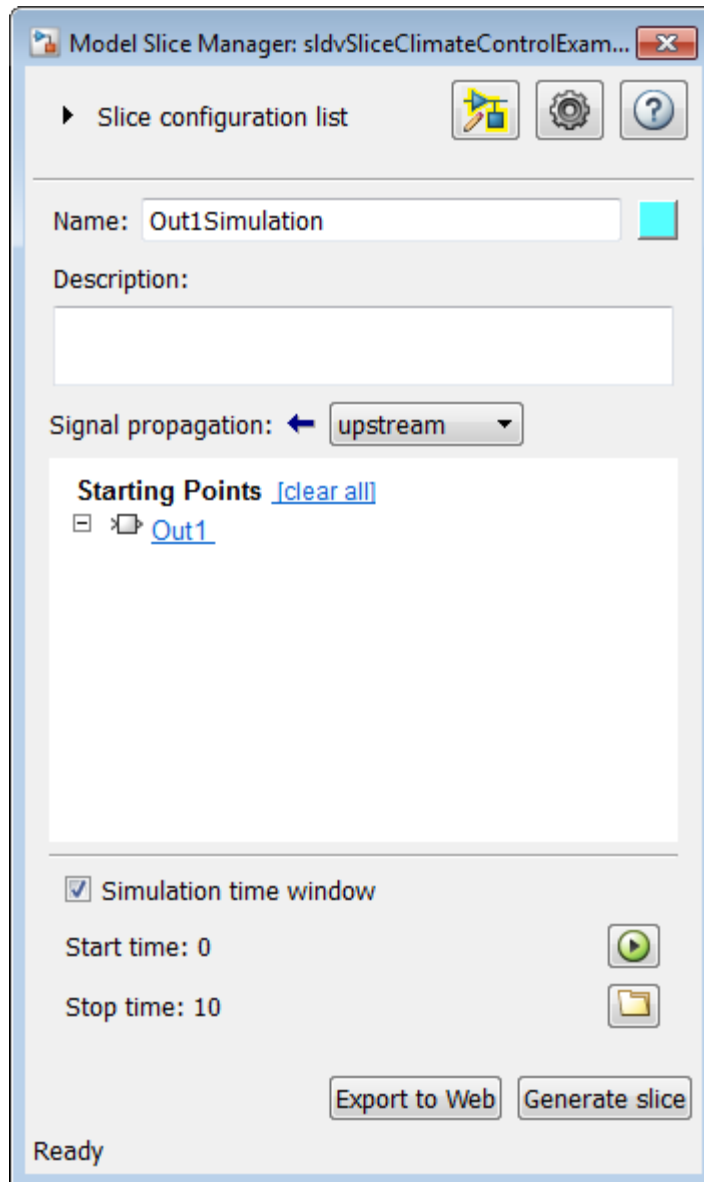 Model Slice Manager: sldvSliceClimateControlExam...
Slice configuration list
Name: Out1Simulation
Description:
Signal propagation: upstream
Starting Points [clear all]
Out1
Simulation time window
Start time: 0
Stop time: 10
Export to Web Generate slice
Ready